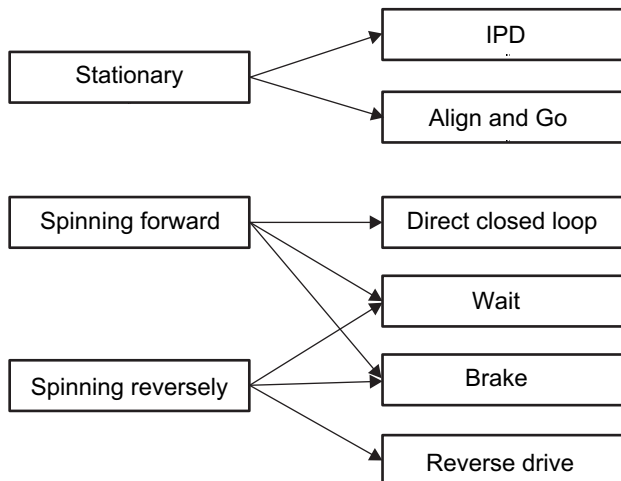 IPD
Stationary
Align and Go
Spinning forward
Direct closed loop
Wait
Spinning reversely
Brake
Reverse drive